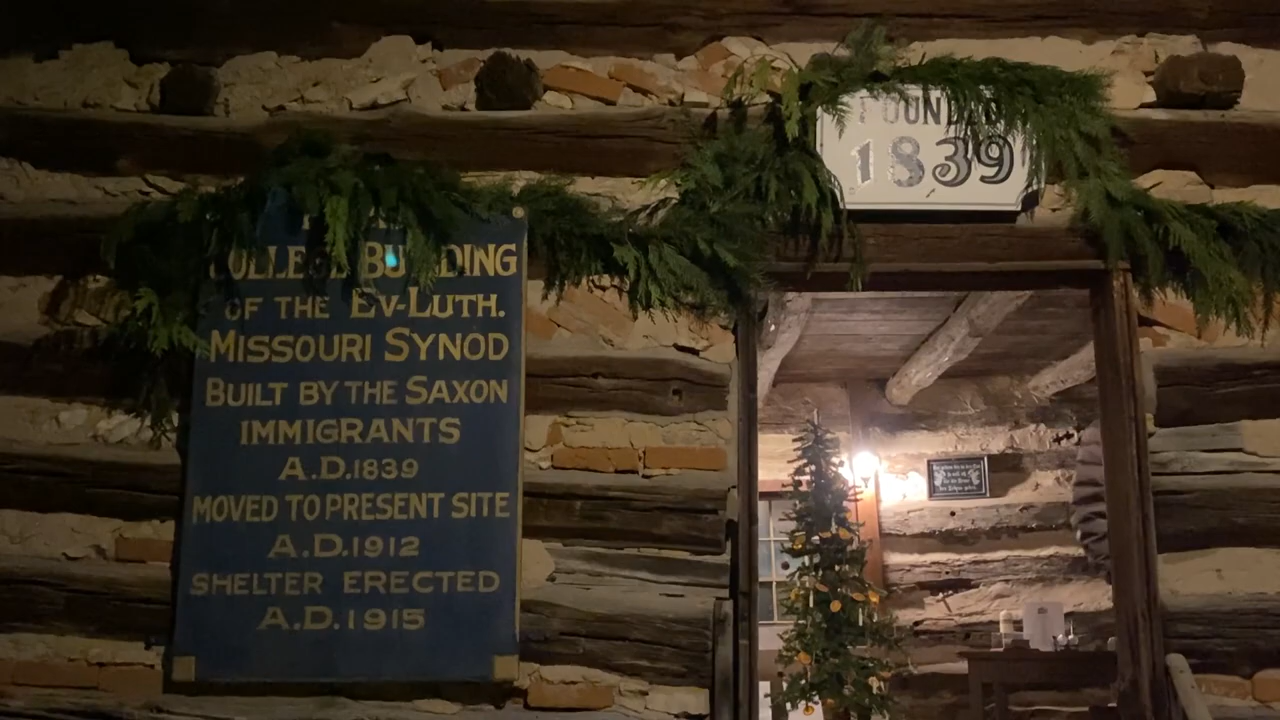 COLLEGE BUILDING
OF THE EV-LUTH.
MISSOURI SYNOD
BUILT BY THE SAXON
IMMIGRANTS
A.D.1839
MOVED TO PRESENT SITE
A.D.1912
SHELTER ERECTED
A.D.1915
FOUNDED
1839